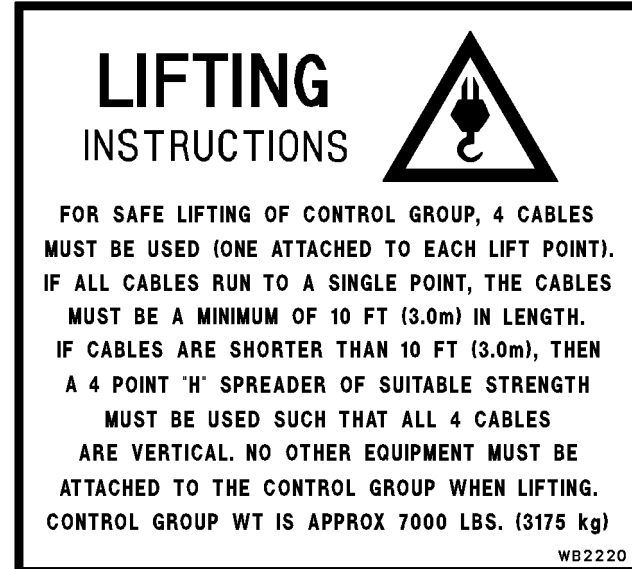 LIFTING
INSTRUCTIONS
FOR SAFE LIFTING OF CONTROL GROUP, 4 CABLES
MUST BE USED (ONE ATTACHED TO EACH LIFT POINT).
IF ALL CABLES RUN TO A SINGLE POINT, THE CABLES
MUST BE A MINIMUM OF 10 FT (3.0m) IN LENGTH.
IF CABLES ARE SHORTER THAN 10 FT (3.0m), THEN
A 4 POINT "H" SPREADER OF SUITABLE STRENGTH
MUST BE USED SUCH THAT ALL 4 CABLES
ARE VERTICAL. NO OTHER EQUIPMENT MUST BE
ATTACHED TO THE CONTROL GROUP WHEN LIFTING.
CONTROL GROUP WT IS APPROX 7000 LBS. (3175 kg)
WB2220